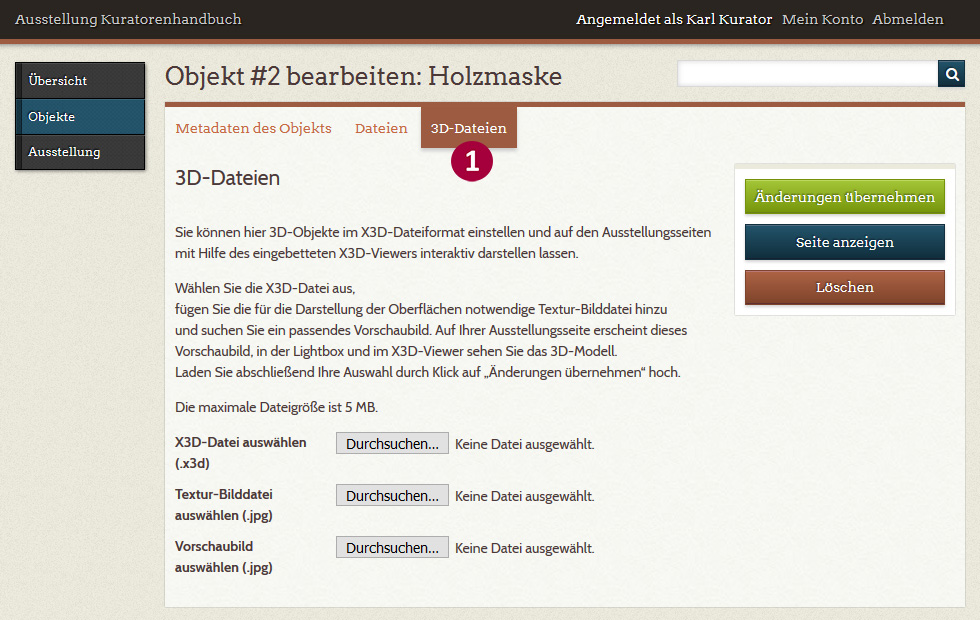 Ausstellung Kuratorenhandbuch
Angemeldet als Karl Kurator Mein Konto Abmelden
Übersicht
Objekte
Ausstellung
Objekt #2 bearbeiten: Holzmaske
Metadaten des Objekts Dateien 3D-Dateien
1
3D-Dateien
Sie können hier 3D-Objekte im X3D-Dateiformat einstellen und auf den Ausstellungsseiten
mit Hilfe des eingebetteten X3D-Viewers interaktiv darstellen lassen.
Wählen Sie die X3D-Datei aus,
fügen Sie die für die Darstellung der Oberflächen notwendige Textur-Bilddatei hinzu
und suchen Sie ein passendes Vorschaubild. Auf Ihrer Ausstellungsseite erscheint dieses
Vorschaubild, in der Lightbox und im X3D-Viewer sehen Sie das 3D-Modell.
Laden Sie abschließend Ihre Auswahl durch Klick auf „Änderungen übernehmen“ hoch.
Die maximale Dateigröße ist 5 MB.
X3D-Datei auswählen
(.x3d)
Durchsuchen... Keine Datei ausgewählt.
Textur-Bilddatei
auswählen (.jpg)
Durchsuchen... Keine Datei ausgewählt.
Vorschaubild
auswählen (.jpg)
Durchsuchen... Keine Datei ausgewählt.
Änderungen übernehmen
Seite anzeigen
Löschen